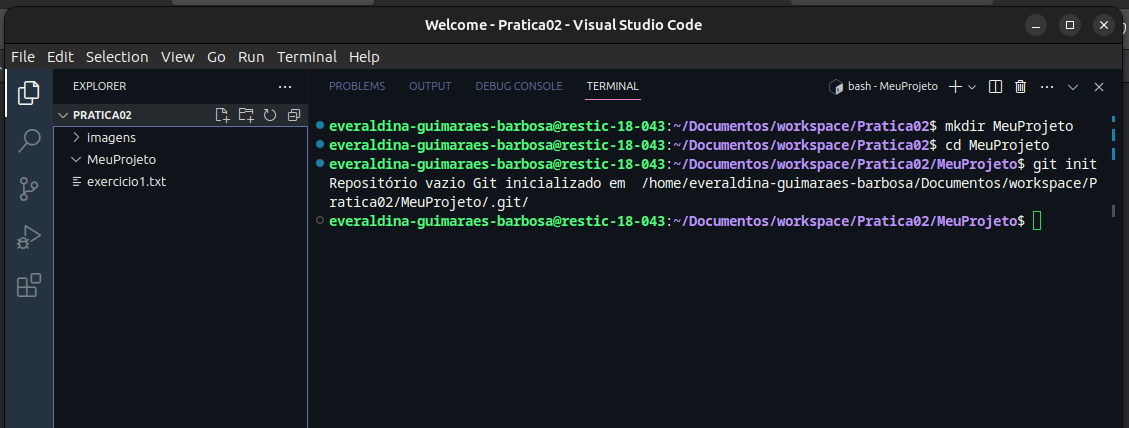 Welcome - Pratica02 - Visual Studio Code
File Edit Selection View Go Run Terminal Help
EXPLORER
PRATICA02
imagens
MeuProjeto
exercicio1.txt
PROBLEMS OUTPUT DEBUG CONSOLE TERMINAL bash - MeuProjeto
everaldina-guimaraes-barbosa@restic-18-043:~/Documentos/workspace/Pratica02$ mkdir MeuProjeto
everaldina-guimaraes-barbosa@restic-18-043:~/Documentos/workspace/Pratica02$ cd MeuProjeto
everaldina-guimaraes-barbosa@restic-18-043:~/Documentos/workspace/Pratica02/MeuProjeto$ git init
Repositório vazio Git inicializado em  /home/everaldina-guimaraes-barbosa/Documentos/workspace/P
ratica02/MeuProjeto/.git/
everaldina-guimaraes-barbosa@restic-18-043:~/Documentos/workspace/Pratica02/MeuProjeto$